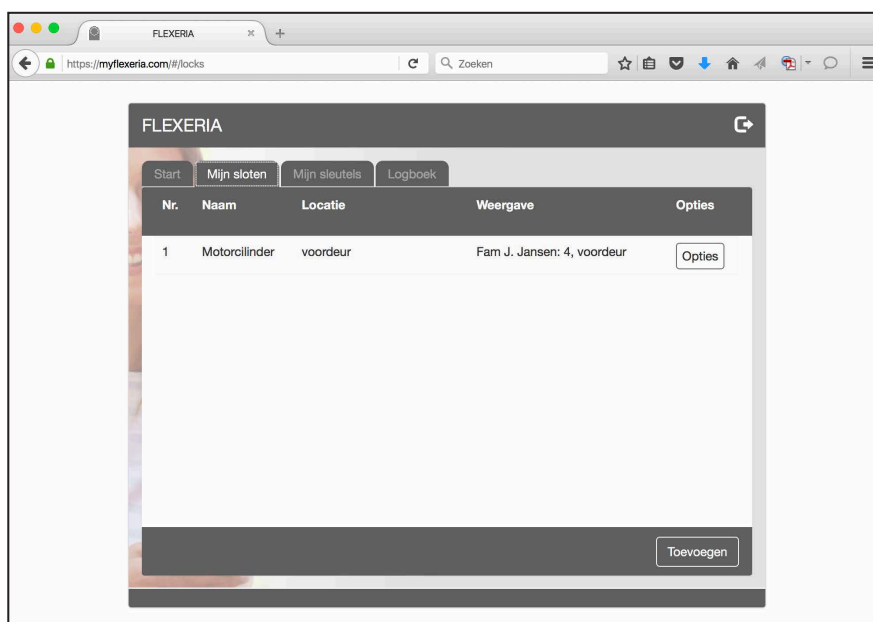 FLEXERIA
https://myflexeria.com/#/locks
Zoeken
FLEXERIA
Start Mijn sloten Mijn sleutels Logboek
Nr. Naam Locatie Weergave Opties
1 Motorcilinder voordeur Fam J. Jansen: 4, voordeur Opties
Toevoegen